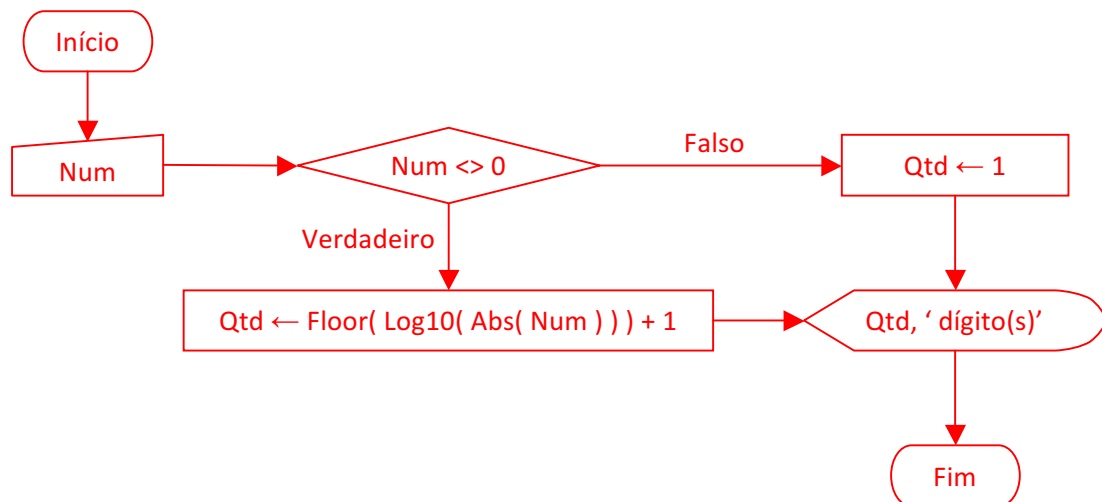 Início
Num
Num <> 0
Falso
Qtd ← 1
Verdadeiro
Qtd ← Floor( Log10( Abs( Num ) ) ) + 1
Qtd, ‘ dígito(s)’
Fim